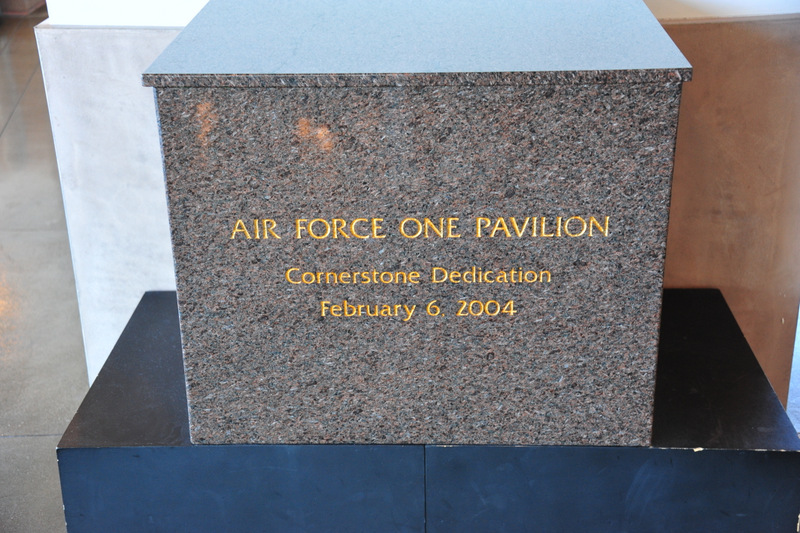 AIR FORCE ONE PAVILION
Cornerstone Dedication
February 6, 2004